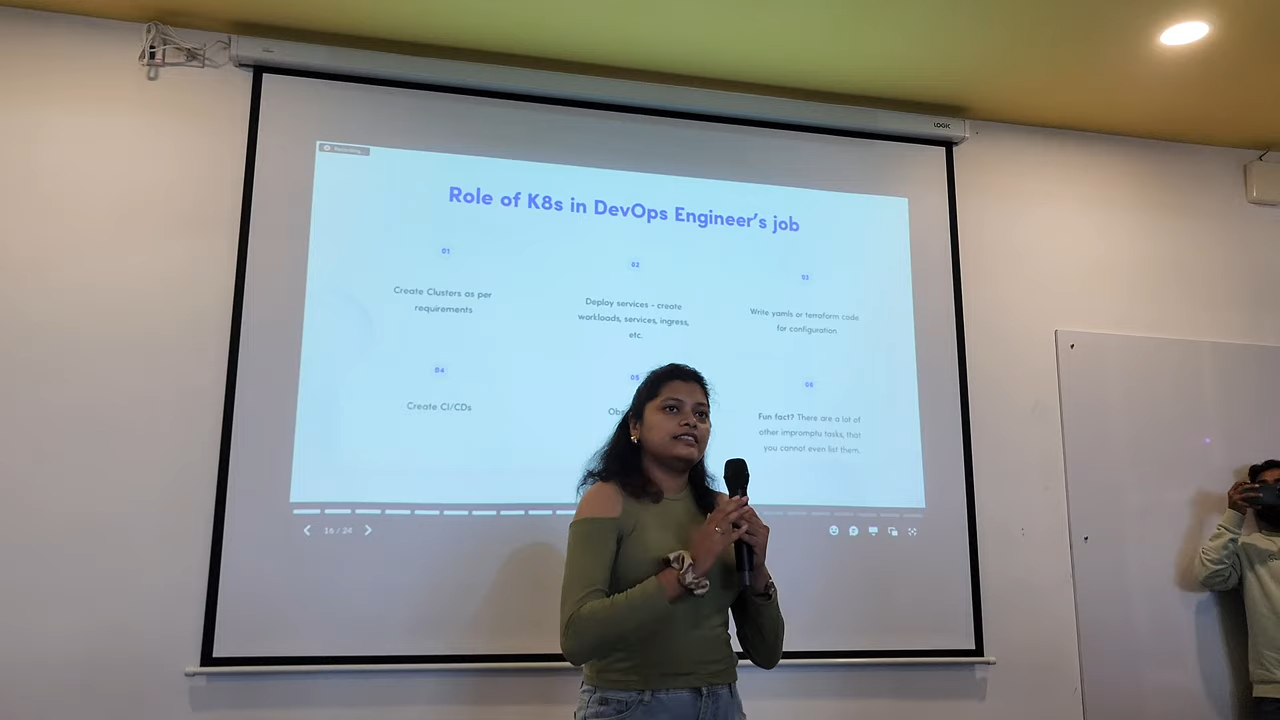 LOGIC
Recording...
Role of K8s in DevOps Engineer's job
01
Create Clusters as per
requirements
02
Deploy services - create
workloads, services, ingress,
etc.
03
Write yamls or terraform code
for configuration
04
Create CI/CDs
05
06
Fun fact? There are a lot of
other impromptu tasks, that
you cannot even list them.
16 / 24